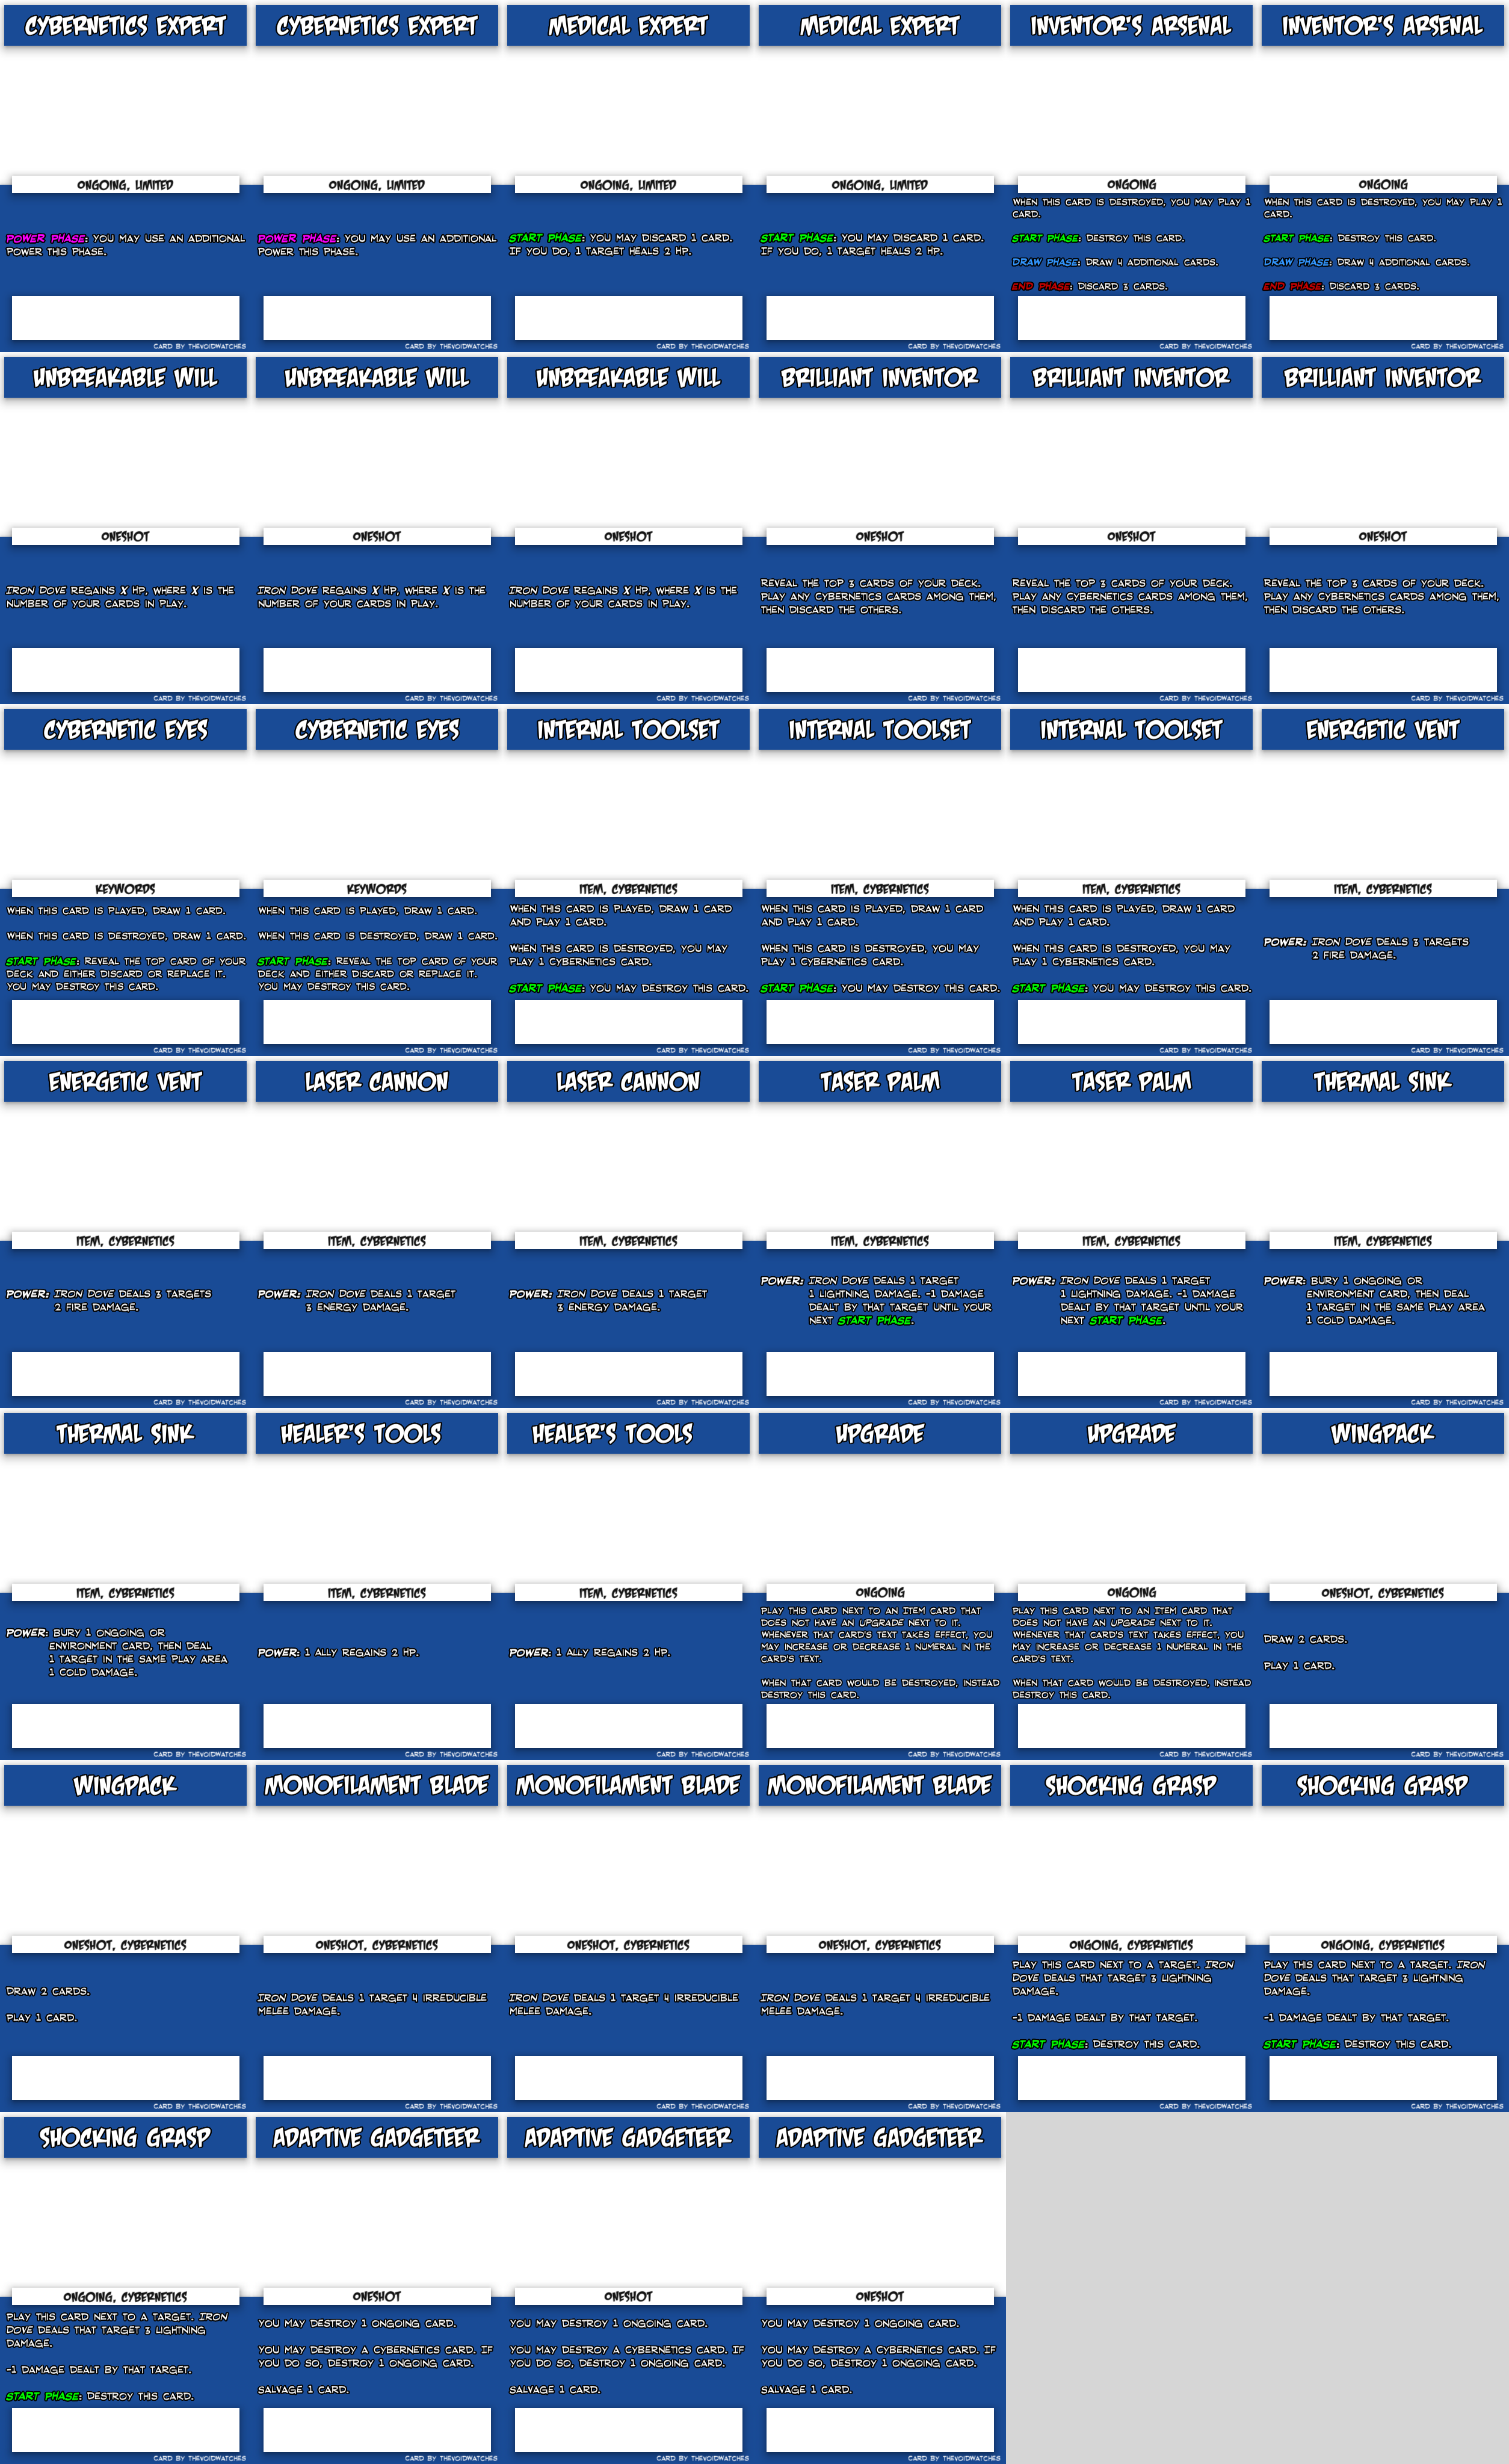 CYBERNETICS EXPERT
ONGOING, LIMITED
POWER PHASE: YOU MAY USE AN ADDITIONAL
POWER THIS PHASE.
CARD BY THEVOIDWATCHES
CYBERNETICS EXPERT
ONGOING, LIMITED
POWER PHASE: YOU MAY USE AN ADDITIONAL
POWER THIS PHASE.
CARD BY THEVOIDWATCHES
MEDICAL EXPERT
ONGOING, LIMITED
START PHASE: YOU MAY DISCARD 1 CARD.
IF YOU DO, 1 TARGET HEALS 2 HP.
CARD BY THEVOIDWATCHES
MEDICAL EXPERT
ONGOING, LIMITED
START PHASE: YOU MAY DISCARD 1 CARD.
IF YOU DO, 1 TARGET HEALS 2 HP.
CARD BY THEVOIDWATCHES
INVENTOR'S ARSENAL
ONGOING
WHEN THIS CARD IS DESTROYED, YOU MAY PLAY 1
CARD.
START PHASE: DESTROY THIS CARD.
DRAW PHASE: DRAW 4 ADDITIONAL CARDS.
END PHASE: DISCARD 3 CARDS.
CARD BY THEVOIDWATCHES
INVENTOR'S ARSENAL
ONGOING
WHEN THIS CARD IS DESTROYED, YOU MAY PLAY 1
CARD.
START PHASE: DESTROY THIS CARD.
DRAW PHASE: DRAW 4 ADDITIONAL CARDS.
END PHASE: DISCARD 3 CARDS.
CARD BY THEVOIDWATCHES
UNBREAKABLE WILL
ONESHOT
IRON DOVE REGAINS X HP, WHERE X IS THE
NUMBER OF YOUR CARDS IN PLAY.
CARD BY THEVOIDWATCHES
UNBREAKABLE WILL
ONESHOT
IRON DOVE REGAINS X HP, WHERE X IS THE
NUMBER OF YOUR CARDS IN PLAY.
CARD BY THEVOIDWATCHES
UNBREAKABLE WILL
ONESHOT
IRON DOVE REGAINS X HP, WHERE X IS THE
NUMBER OF YOUR CARDS IN PLAY.
CARD BY THEVOIDWATCHES
BRILLIANT INVENTOR
ONESHOT
REVEAL THE TOP 3 CARDS OF YOUR DECK.
PLAY ANY CYBERNETICS CARDS AMONG THEM,
THEN DISCARD THE OTHERS.
CARD BY THEVOIDWATCHES
BRILLIANT INVENTOR
ONESHOT
REVEAL THE TOP 3 CARDS OF YOUR DECK.
PLAY ANY CYBERNETICS CARDS AMONG THEM,
THEN DISCARD THE OTHERS.
CARD BY THEVOIDWATCHES
BRILLIANT INVENTOR
ONESHOT
REVEAL THE TOP 3 CARDS OF YOUR DECK.
PLAY ANY CYBERNETICS CARDS AMONG THEM,
THEN DISCARD THE OTHERS.
CARD BY THEVOIDWATCHES
CYBERNETIC EYES
KEYWORDS
WHEN THIS CARD IS PLAYED, DRAW 1 CARD.
WHEN THIS CARD IS DESTROYED, DRAW 1 CARD.
START PHASE: REVEAL THE TOP CARD OF YOUR
DECK AND EITHER DISCARD OR REPLACE IT.
YOU MAY DESTROY THIS CARD.
CARD BY THEVOIDWATCHES
CYBERNETIC EYES
KEYWORDS
WHEN THIS CARD IS PLAYED, DRAW 1 CARD.
WHEN THIS CARD IS DESTROYED, DRAW 1 CARD.
START PHASE: REVEAL THE TOP CARD OF YOUR
DECK AND EITHER DISCARD OR REPLACE IT.
YOU MAY DESTROY THIS CARD.
CARD BY THEVOIDWATCHES
INTERNAL TOOLSET
ITEM, CYBERNETICS
WHEN THIS CARD IS PLAYED, DRAW 1 CARD
AND PLAY 1 CARD.
WHEN THIS CARD IS DESTROYED, YOU MAY
PLAY 1 CYBERNETICS CARD.
START PHASE: YOU MAY DESTROY THIS CARD.
CARD BY THEVOIDWATCHES
INTERNAL TOOLSET
ITEM, CYBERNETICS
WHEN THIS CARD IS PLAYED, DRAW 1 CARD
AND PLAY 1 CARD.
WHEN THIS CARD IS DESTROYED, YOU MAY
PLAY 1 CYBERNETICS CARD.
START PHASE: YOU MAY DESTROY THIS CARD.
CARD BY THEVOIDWATCHES
INTERNAL TOOLSET
ITEM, CYBERNETICS
WHEN THIS CARD IS PLAYED, DRAW 1 CARD
AND PLAY 1 CARD.
WHEN THIS CARD IS DESTROYED, YOU MAY
PLAY 1 CYBERNETICS CARD.
START PHASE: YOU MAY DESTROY THIS CARD.
CARD BY THEVOIDWATCHES
ENERGETIC VENT
ITEM, CYBERNETICS
POWER: IRON DOVE DEALS 3 TARGETS
2 FIRE DAMAGE.
CARD BY THEVOIDWATCHES
ENERGETIC VENT
ITEM, CYBERNETICS
POWER: IRON DOVE DEALS 3 TARGETS
2 FIRE DAMAGE.
CARD BY THEVOIDWATCHES
LASER CANNON
ITEM, CYBERNETICS
POWER: IRON DOVE DEALS 1 TARGET
3 ENERGY DAMAGE.
CARD BY THEVOIDWATCHES
LASER CANNON
ITEM, CYBERNETICS
POWER: IRON DOVE DEALS 1 TARGET
3 ENERGY DAMAGE.
CARD BY THEVOIDWATCHES
TASER PALM
ITEM, CYBERNETICS
POWER: IRON DOVE DEALS 1 TARGET
1 LIGHTNING DAMAGE. -1 DAMAGE
DEALT BY THAT TARGET UNTIL YOUR
NEXT START PHASE.
CARD BY THEVOIDWATCHES
TASER PALM
ITEM, CYBERNETICS
POWER: IRON DOVE DEALS 1 TARGET
1 LIGHTNING DAMAGE. -1 DAMAGE
DEALT BY THAT TARGET UNTIL YOUR
NEXT START PHASE.
CARD BY THEVOIDWATCHES
THERMAL SINK
ITEM, CYBERNETICS
POWER: BURY 1 ONGOING OR
ENVIRONMENT CARD, THEN DEAL
1 TARGET IN THE SAME PLAY AREA
1 COLD DAMAGE.
CARD BY THEVOIDWATCHES
THERMAL SINK
ITEM, CYBERNETICS
POWER: BURY 1 ONGOING OR
ENVIRONMENT CARD, THEN DEAL
1 TARGET IN THE SAME PLAY AREA
1 COLD DAMAGE.
CARD BY THEVOIDWATCHES
HEALER'S TOOLS
ITEM, CYBERNETICS
POWER: 1 ALLY REGAINS 2 HP.
CARD BY THEVOIDWATCHES
HEALER'S TOOLS
ITEM, CYBERNETICS
POWER: 1 ALLY REGAINS 2 HP.
CARD BY THEVOIDWATCHES
UPGRADE
ONGOING
PLAY THIS CARD NEXT TO AN ITEM CARD THAT
DOES NOT HAVE AN UPGRADE NEXT TO IT.
WHENEVER THAT CARD'S TEXT TAKES EFFECT, YOU
MAY INCREASE OR DECREASE 1 NUMERAL IN THE
CARD'S TEXT.
WHEN THAT CARD WOULD BE DESTROYED, INSTEAD
DESTROY THIS CARD.
CARD BY THEVOIDWATCHES
UPGRADE
ONGOING
PLAY THIS CARD NEXT TO AN ITEM CARD THAT
DOES NOT HAVE AN UPGRADE NEXT TO IT.
WHENEVER THAT CARD'S TEXT TAKES EFFECT, YOU
MAY INCREASE OR DECREASE 1 NUMERAL IN THE
CARD'S TEXT.
WHEN THAT CARD WOULD BE DESTROYED, INSTEAD
DESTROY THIS CARD.
CARD BY THEVOIDWATCHES
WINGPACK
ONESHOT, CYBERNETICS
DRAW 2 CARDS.
PLAY 1 CARD.
CARD BY THEVOIDWATCHES
WINGPACK
ONESHOT, CYBERNETICS
DRAW 2 CARDS.
PLAY 1 CARD.
CARD BY THEVOIDWATCHES
MONOFILAMENT BLADE
ONESHOT, CYBERNETICS
IRON DOVE DEALS 1 TARGET 4 IRREDUCIBLE
MELEE DAMAGE.
CARD BY THEVOIDWATCHES
MONOFILAMENT BLADE
ONESHOT, CYBERNETICS
IRON DOVE DEALS 1 TARGET 4 IRREDUCIBLE
MELEE DAMAGE.
CARD BY THEVOIDWATCHES
MONOFILAMENT BLADE
ONESHOT, CYBERNETICS
IRON DOVE DEALS 1 TARGET 4 IRREDUCIBLE
MELEE DAMAGE.
CARD BY THEVOIDWATCHES
SHOCKING GRASP
ONGOING, CYBERNETICS
PLAY THIS CARD NEXT TO A TARGET. IRON
DOVE DEALS THAT TARGET 3 LIGHTNING
DAMAGE.
-1 DAMAGE DEALT BY THAT TARGET.
START PHASE: DESTROY THIS CARD.
CARD BY THEVOIDWATCHES
SHOCKING GRASP
ONGOING, CYBERNETICS
PLAY THIS CARD NEXT TO A TARGET. IRON
DOVE DEALS THAT TARGET 3 LIGHTNING
DAMAGE.
-1 DAMAGE DEALT BY THAT TARGET.
START PHASE: DESTROY THIS CARD.
CARD BY THEVOIDWATCHES
SHOCKING GRASP
ONGOING, CYBERNETICS
PLAY THIS CARD NEXT TO A TARGET. IRON
DOVE DEALS THAT TARGET 3 LIGHTNING
DAMAGE.
-1 DAMAGE DEALT BY THAT TARGET.
START PHASE: DESTROY THIS CARD.
CARD BY THEVOIDWATCHES
ADAPTIVE GADGETEER
ONESHOT
YOU MAY DESTROY 1 ONGOING CARD.
YOU MAY DESTROY A CYBERNETICS CARD. IF
YOU DO SO, DESTROY 1 ONGOING CARD.
SALVAGE 1 CARD.
CARD BY THEVOIDWATCHES
ADAPTIVE GADGETEER
ONESHOT
YOU MAY DESTROY 1 ONGOING CARD.
YOU MAY DESTROY A CYBERNETICS CARD. IF
YOU DO SO, DESTROY 1 ONGOING CARD.
SALVAGE 1 CARD.
CARD BY THEVOIDWATCHES
ADAPTIVE GADGETEER
ONESHOT
YOU MAY DESTROY 1 ONGOING CARD.
YOU MAY DESTROY A CYBERNETICS CARD. IF
YOU DO SO, DESTROY 1 ONGOING CARD.
SALVAGE 1 CARD.
CARD BY THEVOIDWATCHES